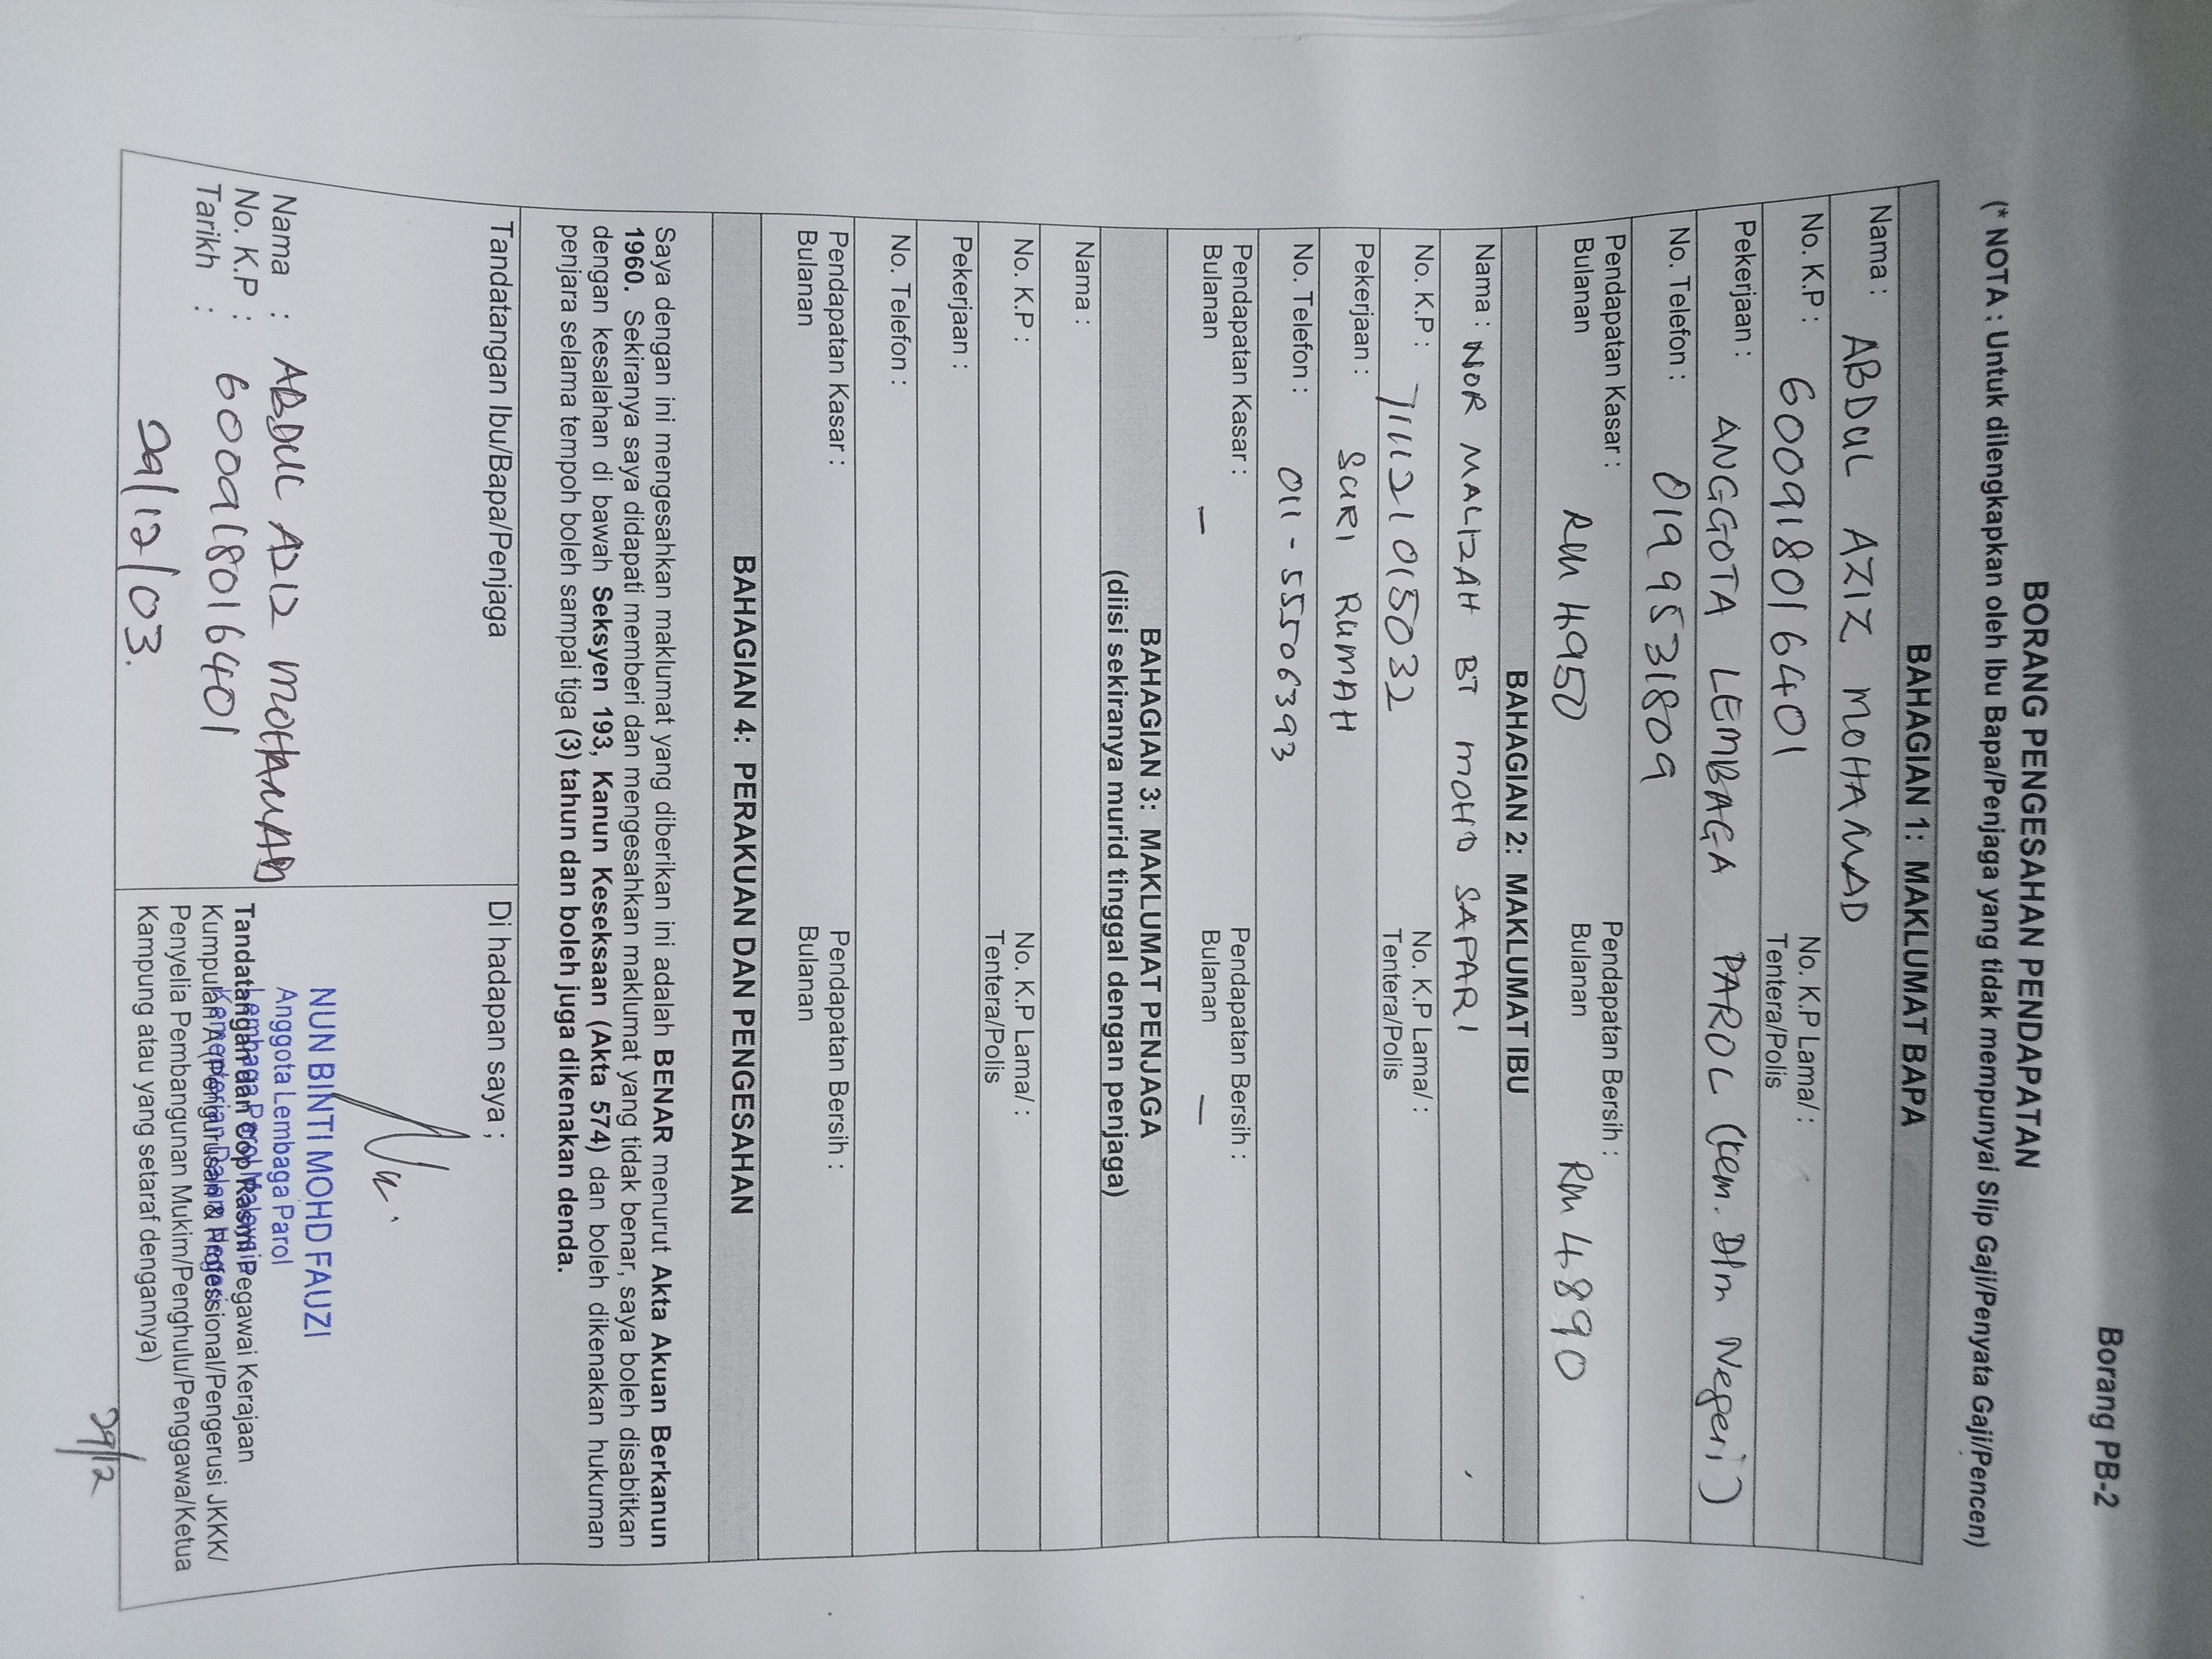 Borang PB-2
BORANG PENGESAHAN PENDAPATAN
(* NOTA : Untuk dilengkapkan oleh Ibu Bapa/Penjaga yang tidak mempunyai Slip Gaji/Penyata Gaji/Pencen)
BAHAGIAN 1: MAKLUMAT BAPA
Nama : ABDUL AZIZ MOHAMAD
No. K.P : 600918016401 No. K.P Lama/ :
Tentera/Polis
Pekerjaan : ANGGOTA LEMBAGA PAROL (Kem. Dlm Negeri)
No. Telefon : 0199531809
Pendapatan Kasar : Pendapatan Bersih :
Bulanan RM 4950 Bulanan RM 4890
BAHAGIAN 2: MAKLUMAT IBU
Nama : NOR MALIZAH BT MOHD SAPARI
No. K.P : 711121015032 No. K.P Lama/ :
Tentera/Polis
Pekerjaan : SURI RUMAH
No. Telefon : 011-55506393
Pendapatan Kasar : Pendapatan Bersih :
Bulanan – Bulanan –
BAHAGIAN 3: MAKLUMAT PENJAGA
(diisi sekiranya murid tinggal dengan penjaga)
Nama :
No. K.P : No. K.P Lama/ :
Tentera/Polis
Pekerjaan :
No. Telefon :
Pendapatan Kasar : Pendapatan Bersih :
Bulanan Bulanan
BAHAGIAN 4: PERAKUAN DAN PENGESAHAN
Saya dengan ini mengesahkan maklumat yang diberikan ini adalah BENAR menurut Akta Akuan Berkanun
1960. Sekiranya saya didapati memberi dan mengesahkan maklumat yang tidak benar, saya boleh disabitkan
dengan kesalahan di bawah Seksyen 193, Kanun Keseksaan (Akta 574) dan boleh dikenakan hukuman
penjara selama tempoh boleh sampai tiga (3) tahun dan boleh juga dikenakan denda.
Tandatangan Ibu/Bapa/Penjaga
Nama : ABDUL AZIZ MOHAMAD
No. K.P : 600918016401
Tarikh :
29/12/03.
Di hadapan saya ;
NUN BINTI MOHD FAUZI
Anggota Lembaga Parol
Lembaga Parol Malaysia
Kementerian Dalam Negeri
Tandatangan dan Cop Rasmi Pegawai Kerajaan
Kumpulan A (Pengurusan & Professional/Pengerusi JKKK/
Penyelia Pembangunan Mukim/Penghulu/Penggawa/Ketua
Kampung atau yang setaraf dengannya)
29/12